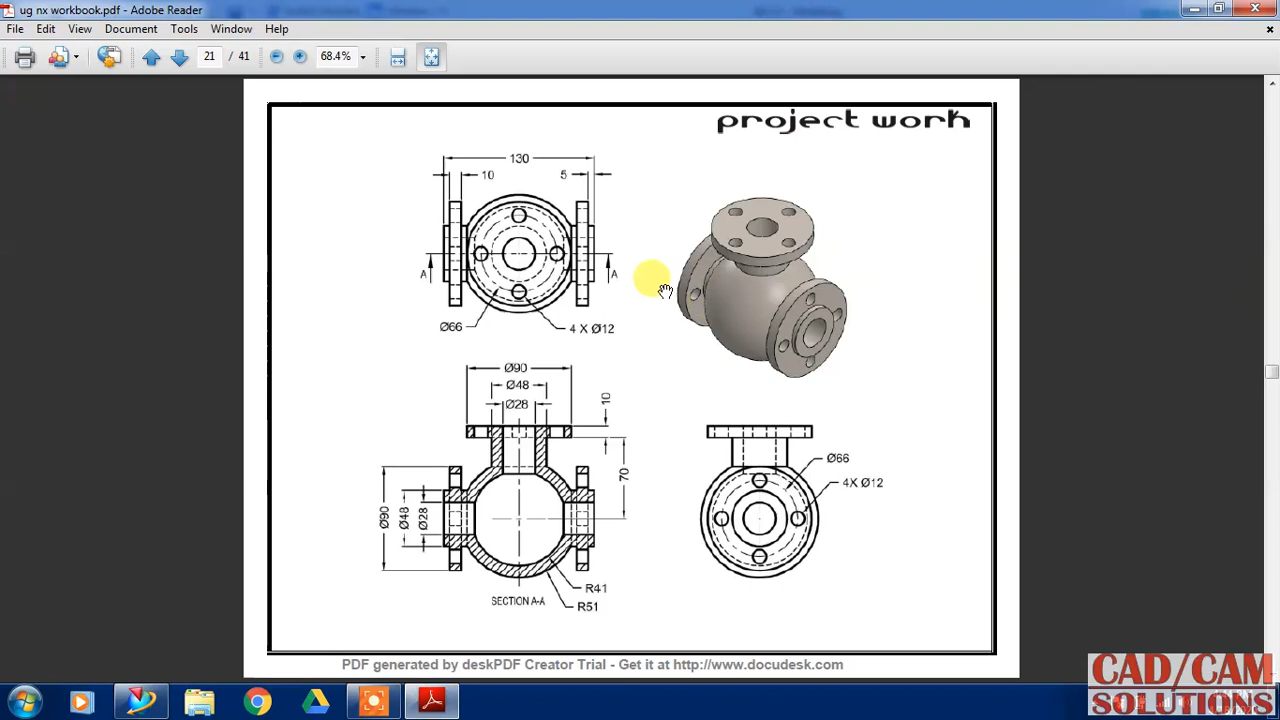 ug nx workbook.pdf - Adobe Reader
File Edit View Document Tools Window Help
21 / 41 68.4%
project work
130
10 5
A A
Ø66 4 X Ø12
Ø90
Ø48
Ø28
10
70
Ø90
Ø48
Ø28
R41
R51
SECTION A-A
Ø66
4X Ø12
PDF generated by deskPDF Creator Trial - Get it at http://www.docudesk.com
CAD/CAM
SOLUTIONS